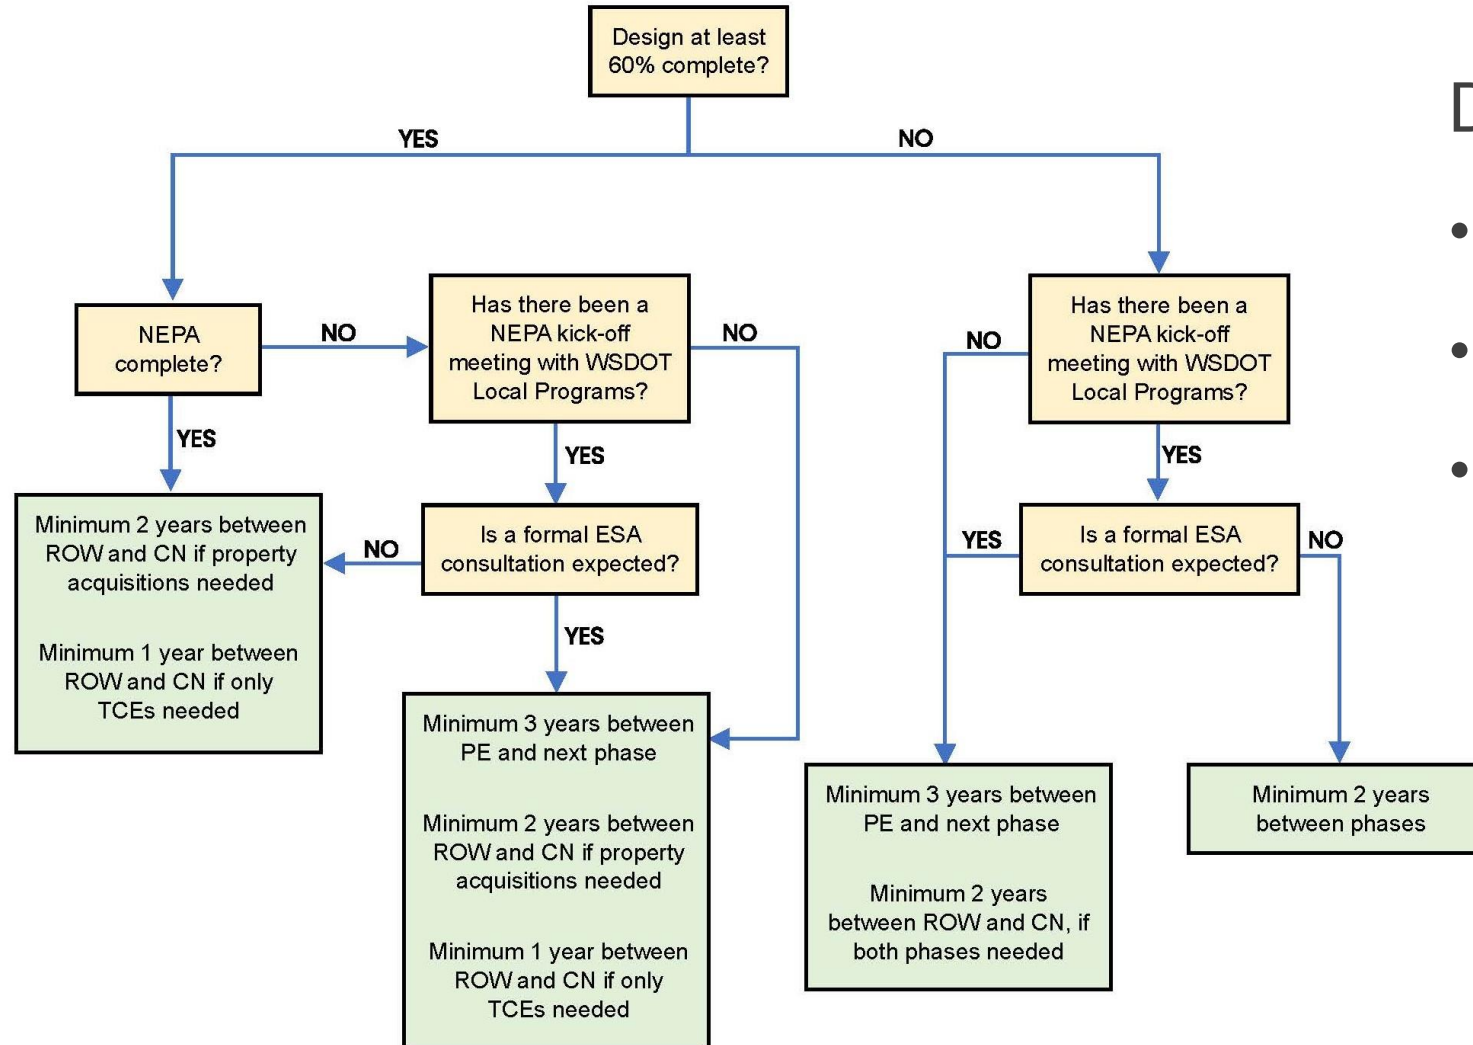 Design at least
60% complete?
YES
NO
NEPA
complete?
NO
Has there been a
NEPA kick-off
meeting with WSDOT
Local Programs?
NO
NO
Has there been a
NEPA kick-off
meeting with WSDOT
Local Programs?
YES
YES
YES
Minimum 2 years between
ROW and CN if property
acquisitions needed
Minimum 1 year between
ROW and CN if only
TCEs needed
NO
Is a formal ESA
consultation expected?
YES
YES
Is a formal ESA
consultation expected?
NO
Minimum 3 years between
PE and next phase
Minimum 2 years between
ROW and CN if property
acquisitions needed
Minimum 1 year between
ROW and CN if only
TCEs needed
Minimum 3 years between
PE and next phase
Minimum 2 years
between ROW and CN, if
both phases needed
Minimum 2 years
between phases